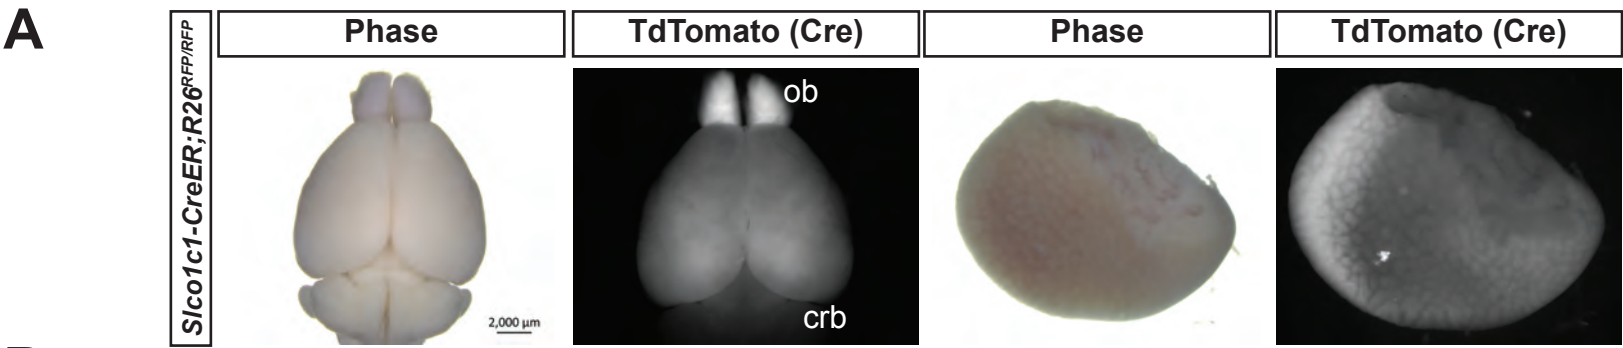 A
Slco1c1-CreER;R26RFP/RFP
Phase
TdTomato (Cre)
Phase
TdTomato (Cre)
ob
crb
2,000 µm